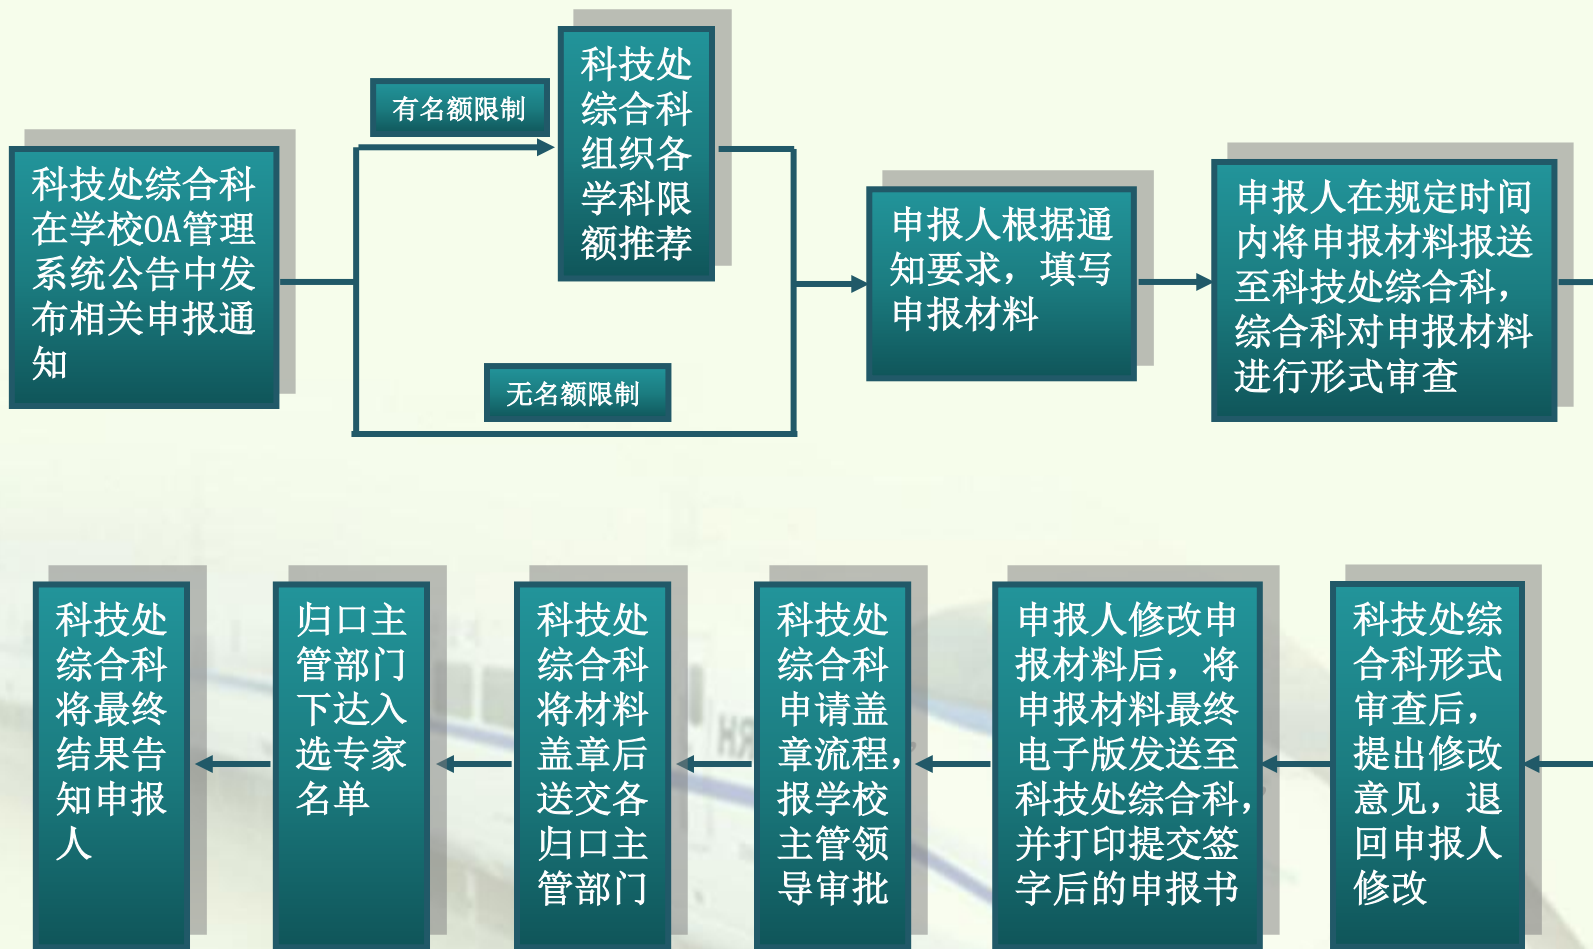 科技处综合科
在学校OA管理
系统公告中发
布相关申报通
知
有名额限制
科技处
综合科
组织各
学科限
额推荐
无名额限制
申报人根据通
知要求，填写
申报材料
申报人在规定时间
内将申报材料报送
至科技处综合科，
综合科对申报材料
进行形式审查
科技处综
合科形式
审查后，
提出修改
意见，退
回申报人
修改
申报人修改申
报材料后，将
申报材料最终
电子版发送至
科技处综合科，
并打印提交签
字后的申报书
科技处
综合科
申请盖
章流程，
报学校
主管领
导审批
科技处
综合科
将材料
盖章后
送交各
归口主
管部门
归口主
管部门
下达入
选专家
名单
科技处
综合科
将最终
结果告
知申报
人